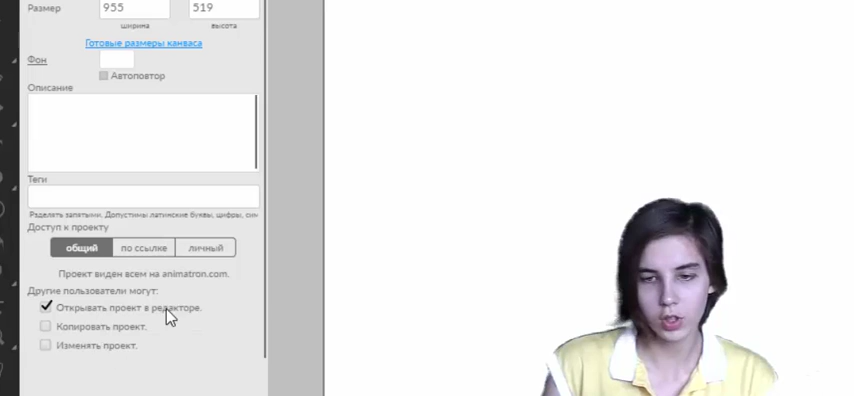 Размер 955 519
ширина высота
Готовые размеры канваса
Фон
Автоповтор
Описание
Теги
Разделять запятыми. Допустимы латинские буквы, цифры, сим
Доступ к проекту
общий по ссылке личный
Проект виден всем на animatron.com.
Другие пользователи могут:
Открывать проект в редакторе.
Копировать проект.
Изменять проект.